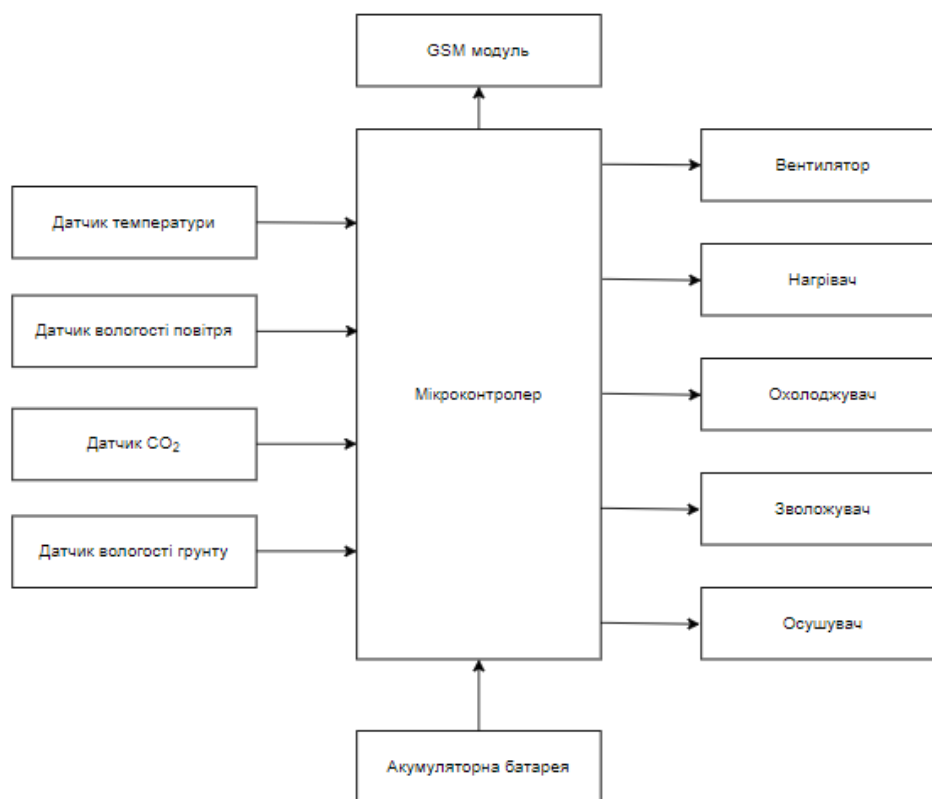 GSM модуль
Датчик температури
Датчик вологості повітря
Датчик CO₂
Датчик вологості грунту
Мікроконтролер
Вентилятор
Нагрівач
Охолоджувач
Зволожувач
Осушувач
Акумуляторна батарея